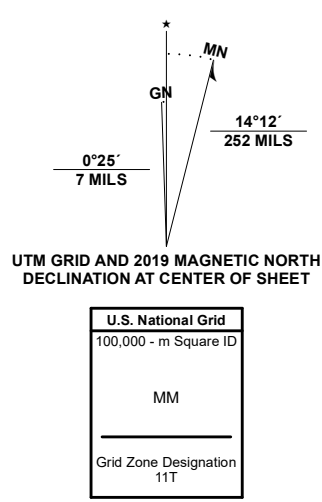 ★
MN
GN
14°12´
252 MILS
0°25´
7 MILS
UTM GRID AND 2019 MAGNETIC NORTH
DECLINATION AT CENTER OF SHEET
U.S. National Grid
100,000 - m Square ID
MM
Grid Zone Designation
11T